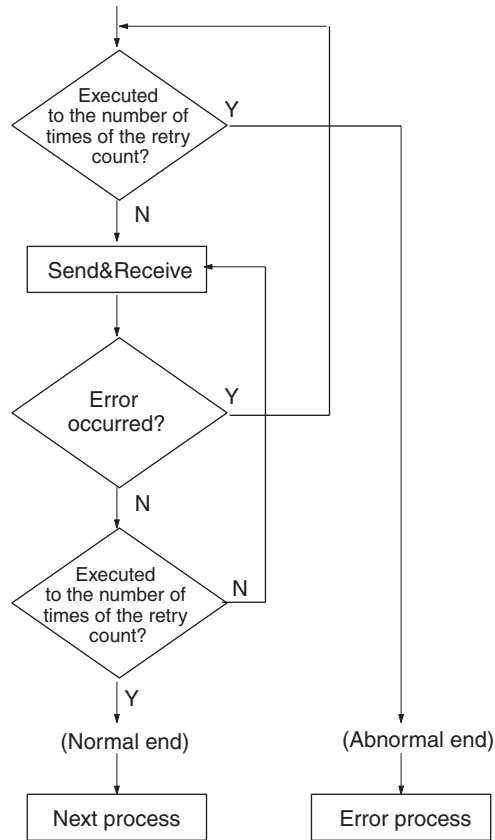 Executed
to the number of
times of the retry
count?
Y
N
Send&Receive
Error
occurred?
Y
N
Executed
to the number of
times of the retry
count?
N
Y
(Normal end)
(Abnormal end)
Next process
Error process